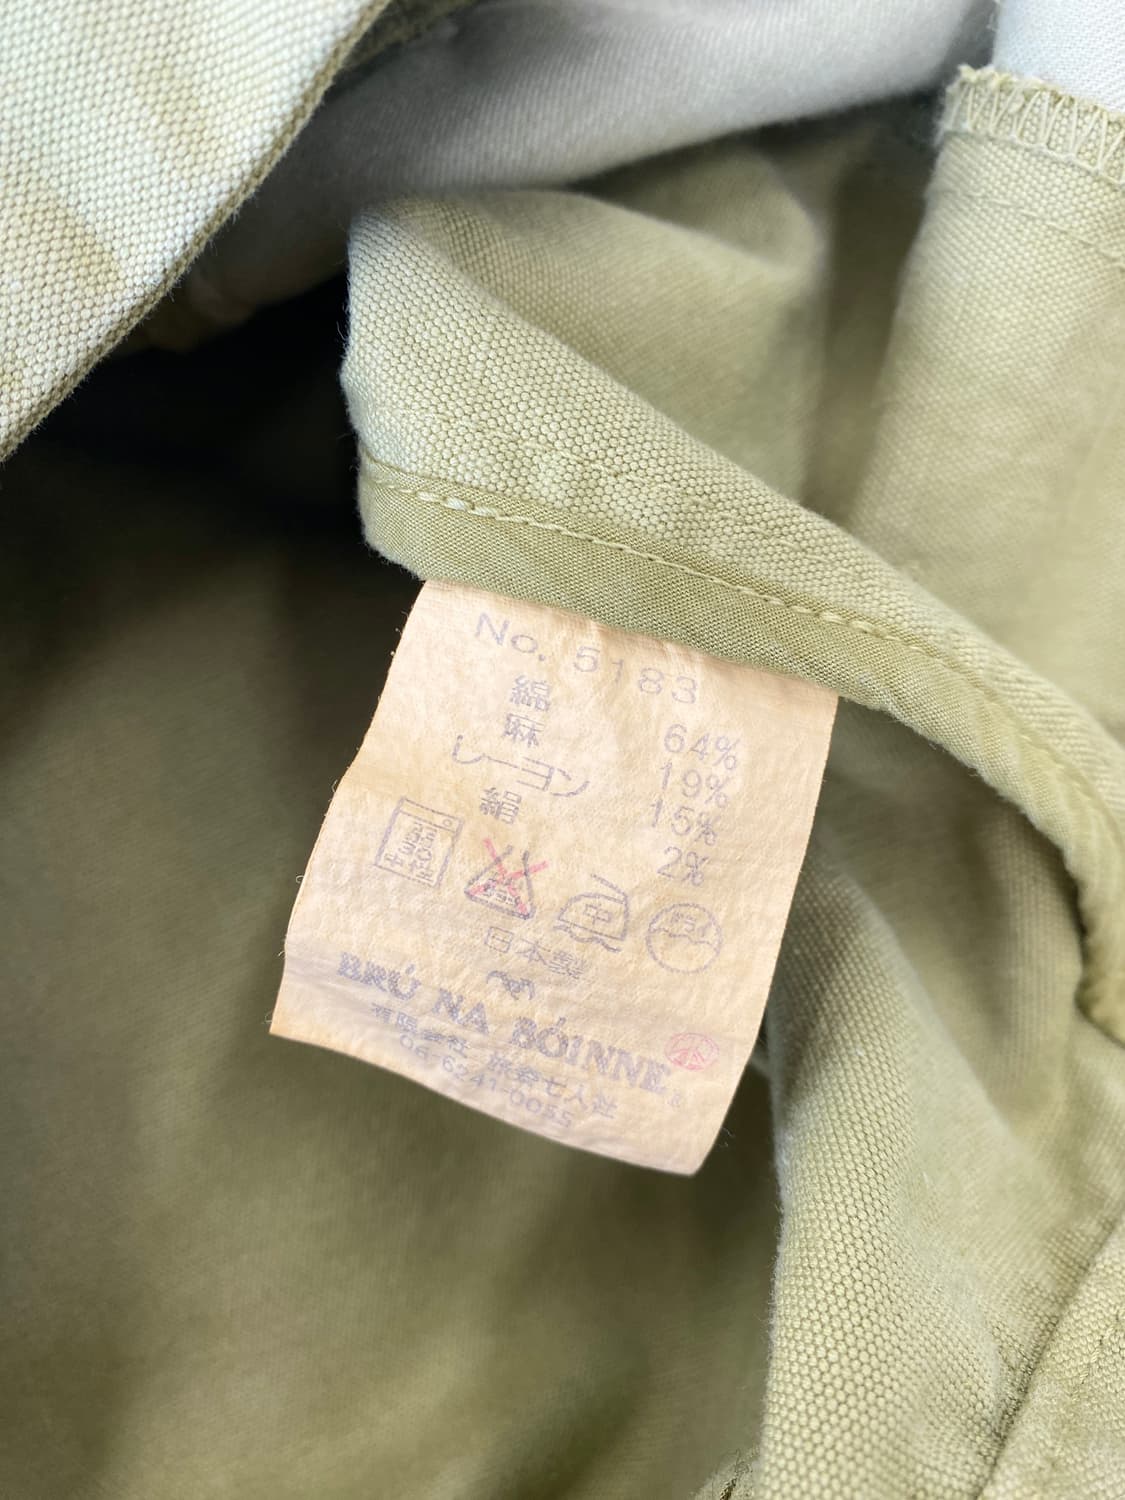 No. 5183
綿 64%
麻 19%
レーヨン 15%
絹 2%
中
日本製
BRÚ NA BÓINNE®
有限会社 旅会七人社
06-6241-0055